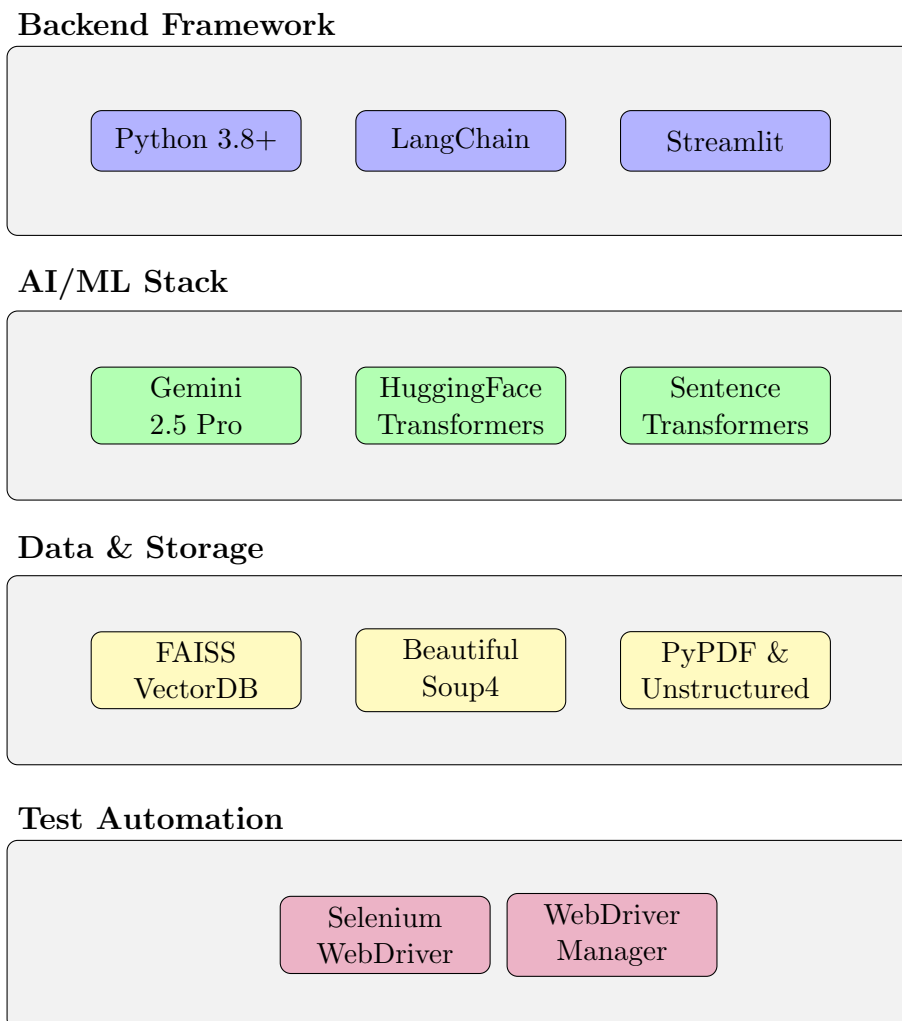 Backend Framework
Python 3.8+
LangChain
Streamlit
AI/ML Stack
Gemini
2.5 Pro
HuggingFace
Transformers
Sentence
Transformers
Data & Storage
FAISS
VectorDB
Beautiful
Soup4
PyPDF &
Unstructured
Test Automation
Selenium
WebDriver
WebDriver
Manager